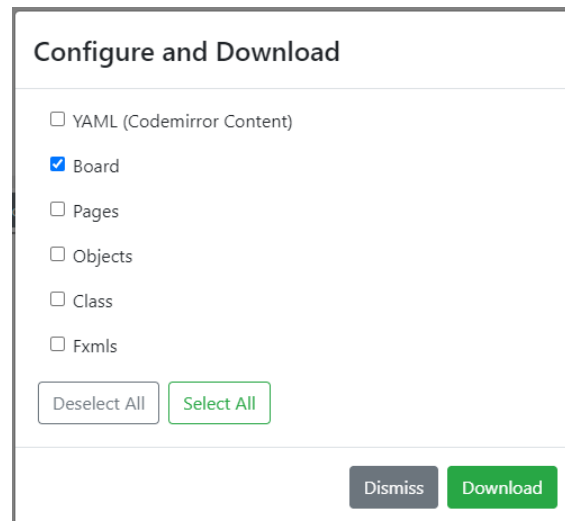 Configure and Download
YAML (Codemirror Content)
Board
Pages
Objects
Class
Fxmls
Deselect All Select All
Dismiss Download